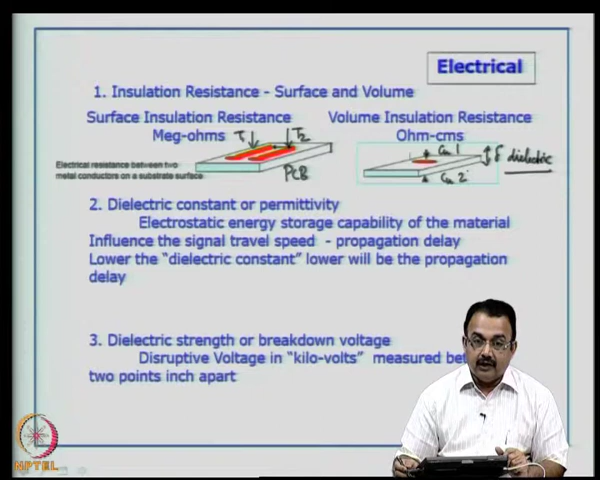 Electrical
1. Insulation Resistance - Surface and Volume
Surface Insulation Resistance
Meg-ohms
Volume Insulation Resistance
Ohm-cms
Electrical resistance between two
metal conductors on a substrate surface
T1
T2
PCB
Cu 1
Cu 2
dielectric
2. Dielectric constant or permittivity
Electrostatic energy storage capability of the material
Influence the signal travel speed - propagation delay
Lower the "dielectric constant" lower will be the propagation
delay
3. Dielectric strength or breakdown voltage
Disruptive Voltage in "kilo-volts" measured be
two points inch apart
NPTEL